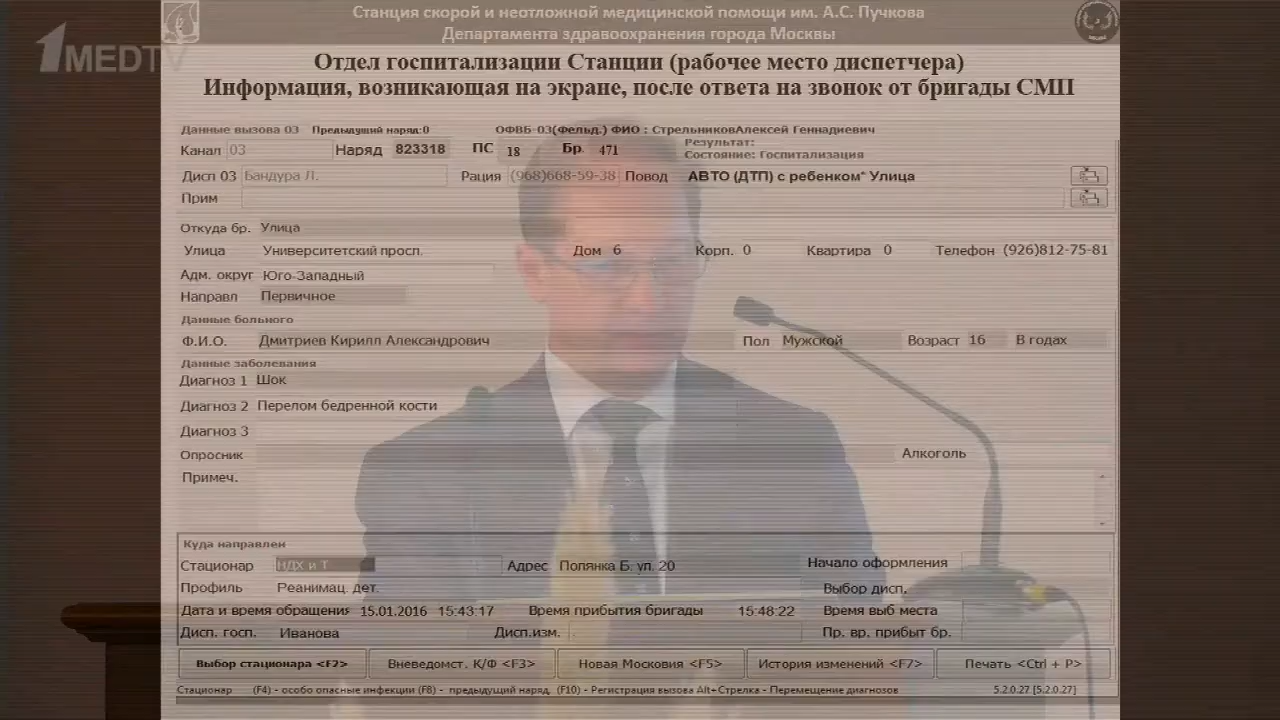 Станция скорой и неотложной медицинской помощи им. А.С. Пучкова
Департамента здравоохранения города Москвы
1MEDTV
Отдел госпитализации Станции (рабочее место диспетчера)
Информация, возникающая на экране, после ответа на звонок от бригады СМП
Данные вызова 03 Предыдущий наряд:0 ОФВБ-03(Фельд.) ФИО : СтрельниковАлексей Геннадиевич
Канал 03 Наряд 823318 ПС 18 Бр. 471 Результат:
Состояние: Госпитализация
Дисп 03 Бандура Л. Рация (968)668-59-38 Повод АВТО (ДТП) с ребенком* Улица
Прим
Откуда бр. Улица
Улица Университетский просп. Дом 6 Корп. 0 Квартира 0 Телефон (926)812-75-81
Адм. округ Юго-Западный
Направл Первичное
Данные больного
Ф.И.О. Дмитриев Кирилл Александрович Пол Мужской Возраст 16 В годах
Данные заболевания
Диагноз 1 Шок
Диагноз 2 Перелом бедренной кости
Диагноз 3
Опросник Алкоголь
Примеч.
Куда направлен
Стационар НДХ и Т Адрес Полянка Б. ул. 20 Начало оформления
Профиль Реанимац. дет. Выбор дисп.
Дата и время обращения 15.01.2016 15:43:17 Время прибытия бригады 15:48:22 Время выб места
Дисп. госп. Иванова Дисп.изм. . Пр. вр. прибыт бр.
Выбор стационара <F2> Вневедомст. К/Ф <F3> Новая Московия <F5> История изменений <F7> Печать <Ctrl + P>
Стационар (F4) - особо опасные инфекции (F8) - предыдущий наряд (F10) - Регистрация вызова Alt+Стрелка - Перемещение диагнозов 5.2.0.27 [5.2.0.27]